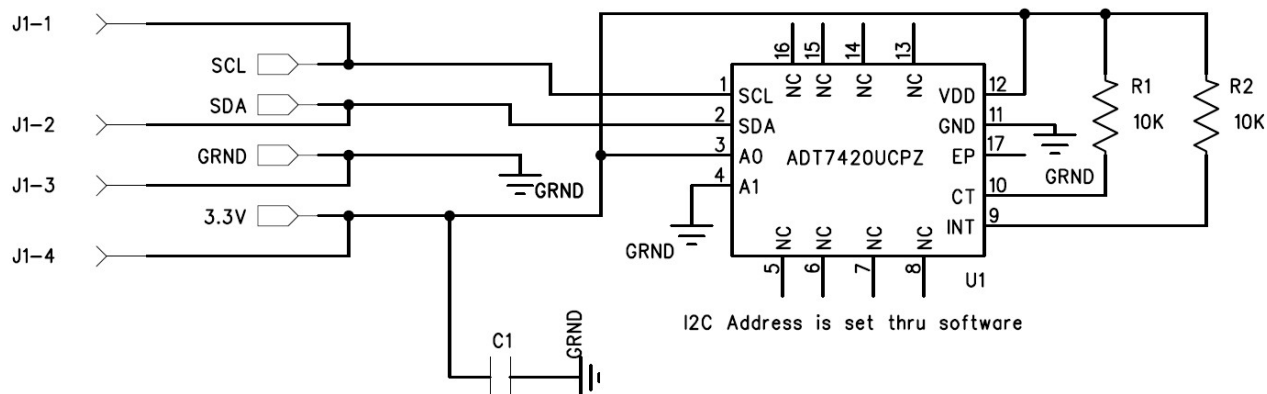 J1-1
SCL
SDA
J1-2
GRND
J1-3
3.3V
J1-4
GRND
C1
GRND
GRND
16 15 14 13
NC NC NC NC
1 SCL
2 SDA
3 A0
4 A1
ADT7420UCPZ
VDD 12
GND 11
EP 17
CT 10
INT 9
NC NC NC NC
5 6 7 8
U1
GRND
R1
10K
R2
10K
I2C Address is set thru software